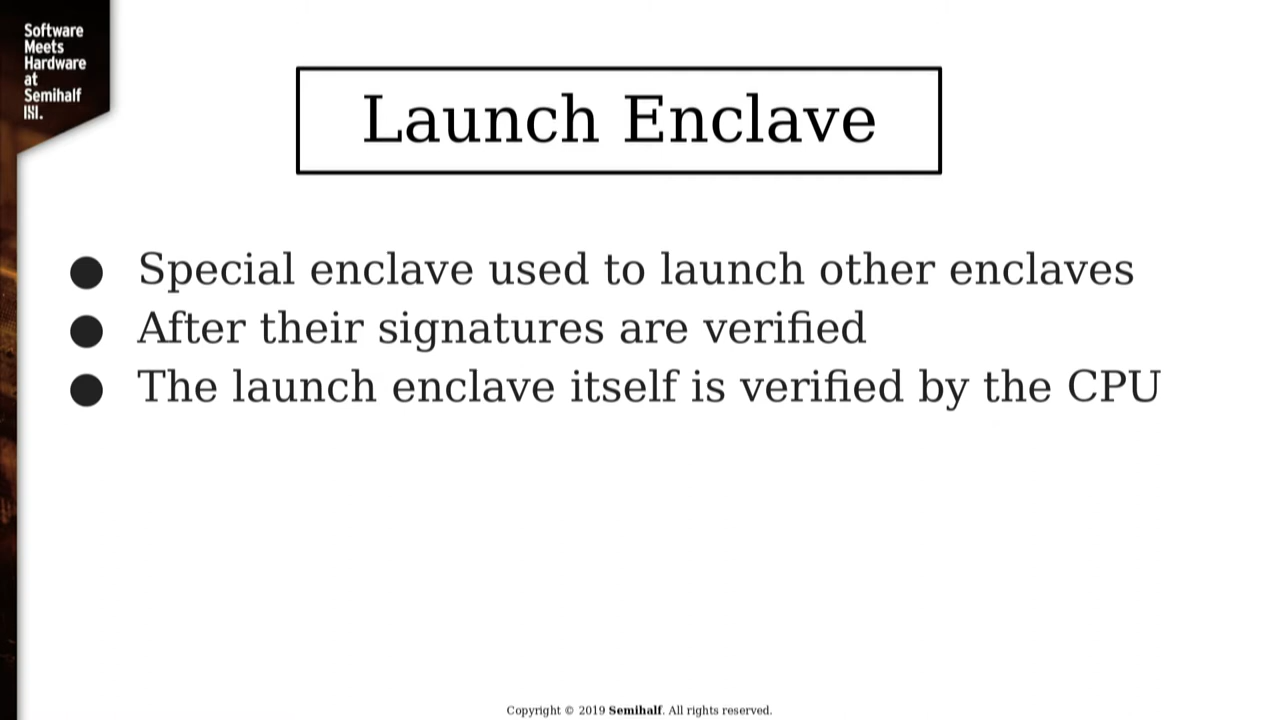 Software
Meets
Hardware
at
Semihalf
Launch Enclave
● Special enclave used to launch other enclaves
● After their signatures are verified
● The launch enclave itself is verified by the CPU
Copyright © 2019 Semihalf. All rights reserved.